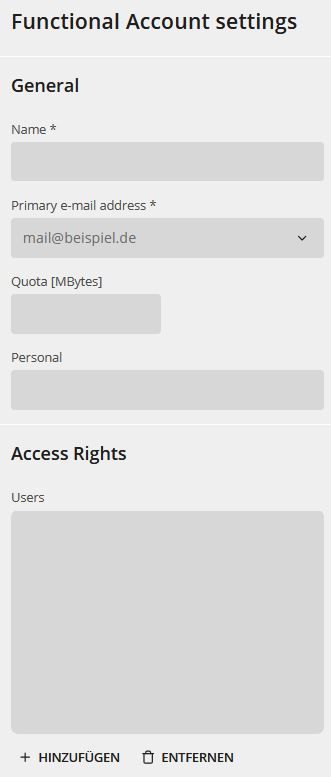 Functional Account settings
General
Name *
Primary e-mail address *
mail@beispiel.de
Quota [MBytes]
Personal
Access Rights
Users
+ HINZUFÜGEN ENTFERNEN